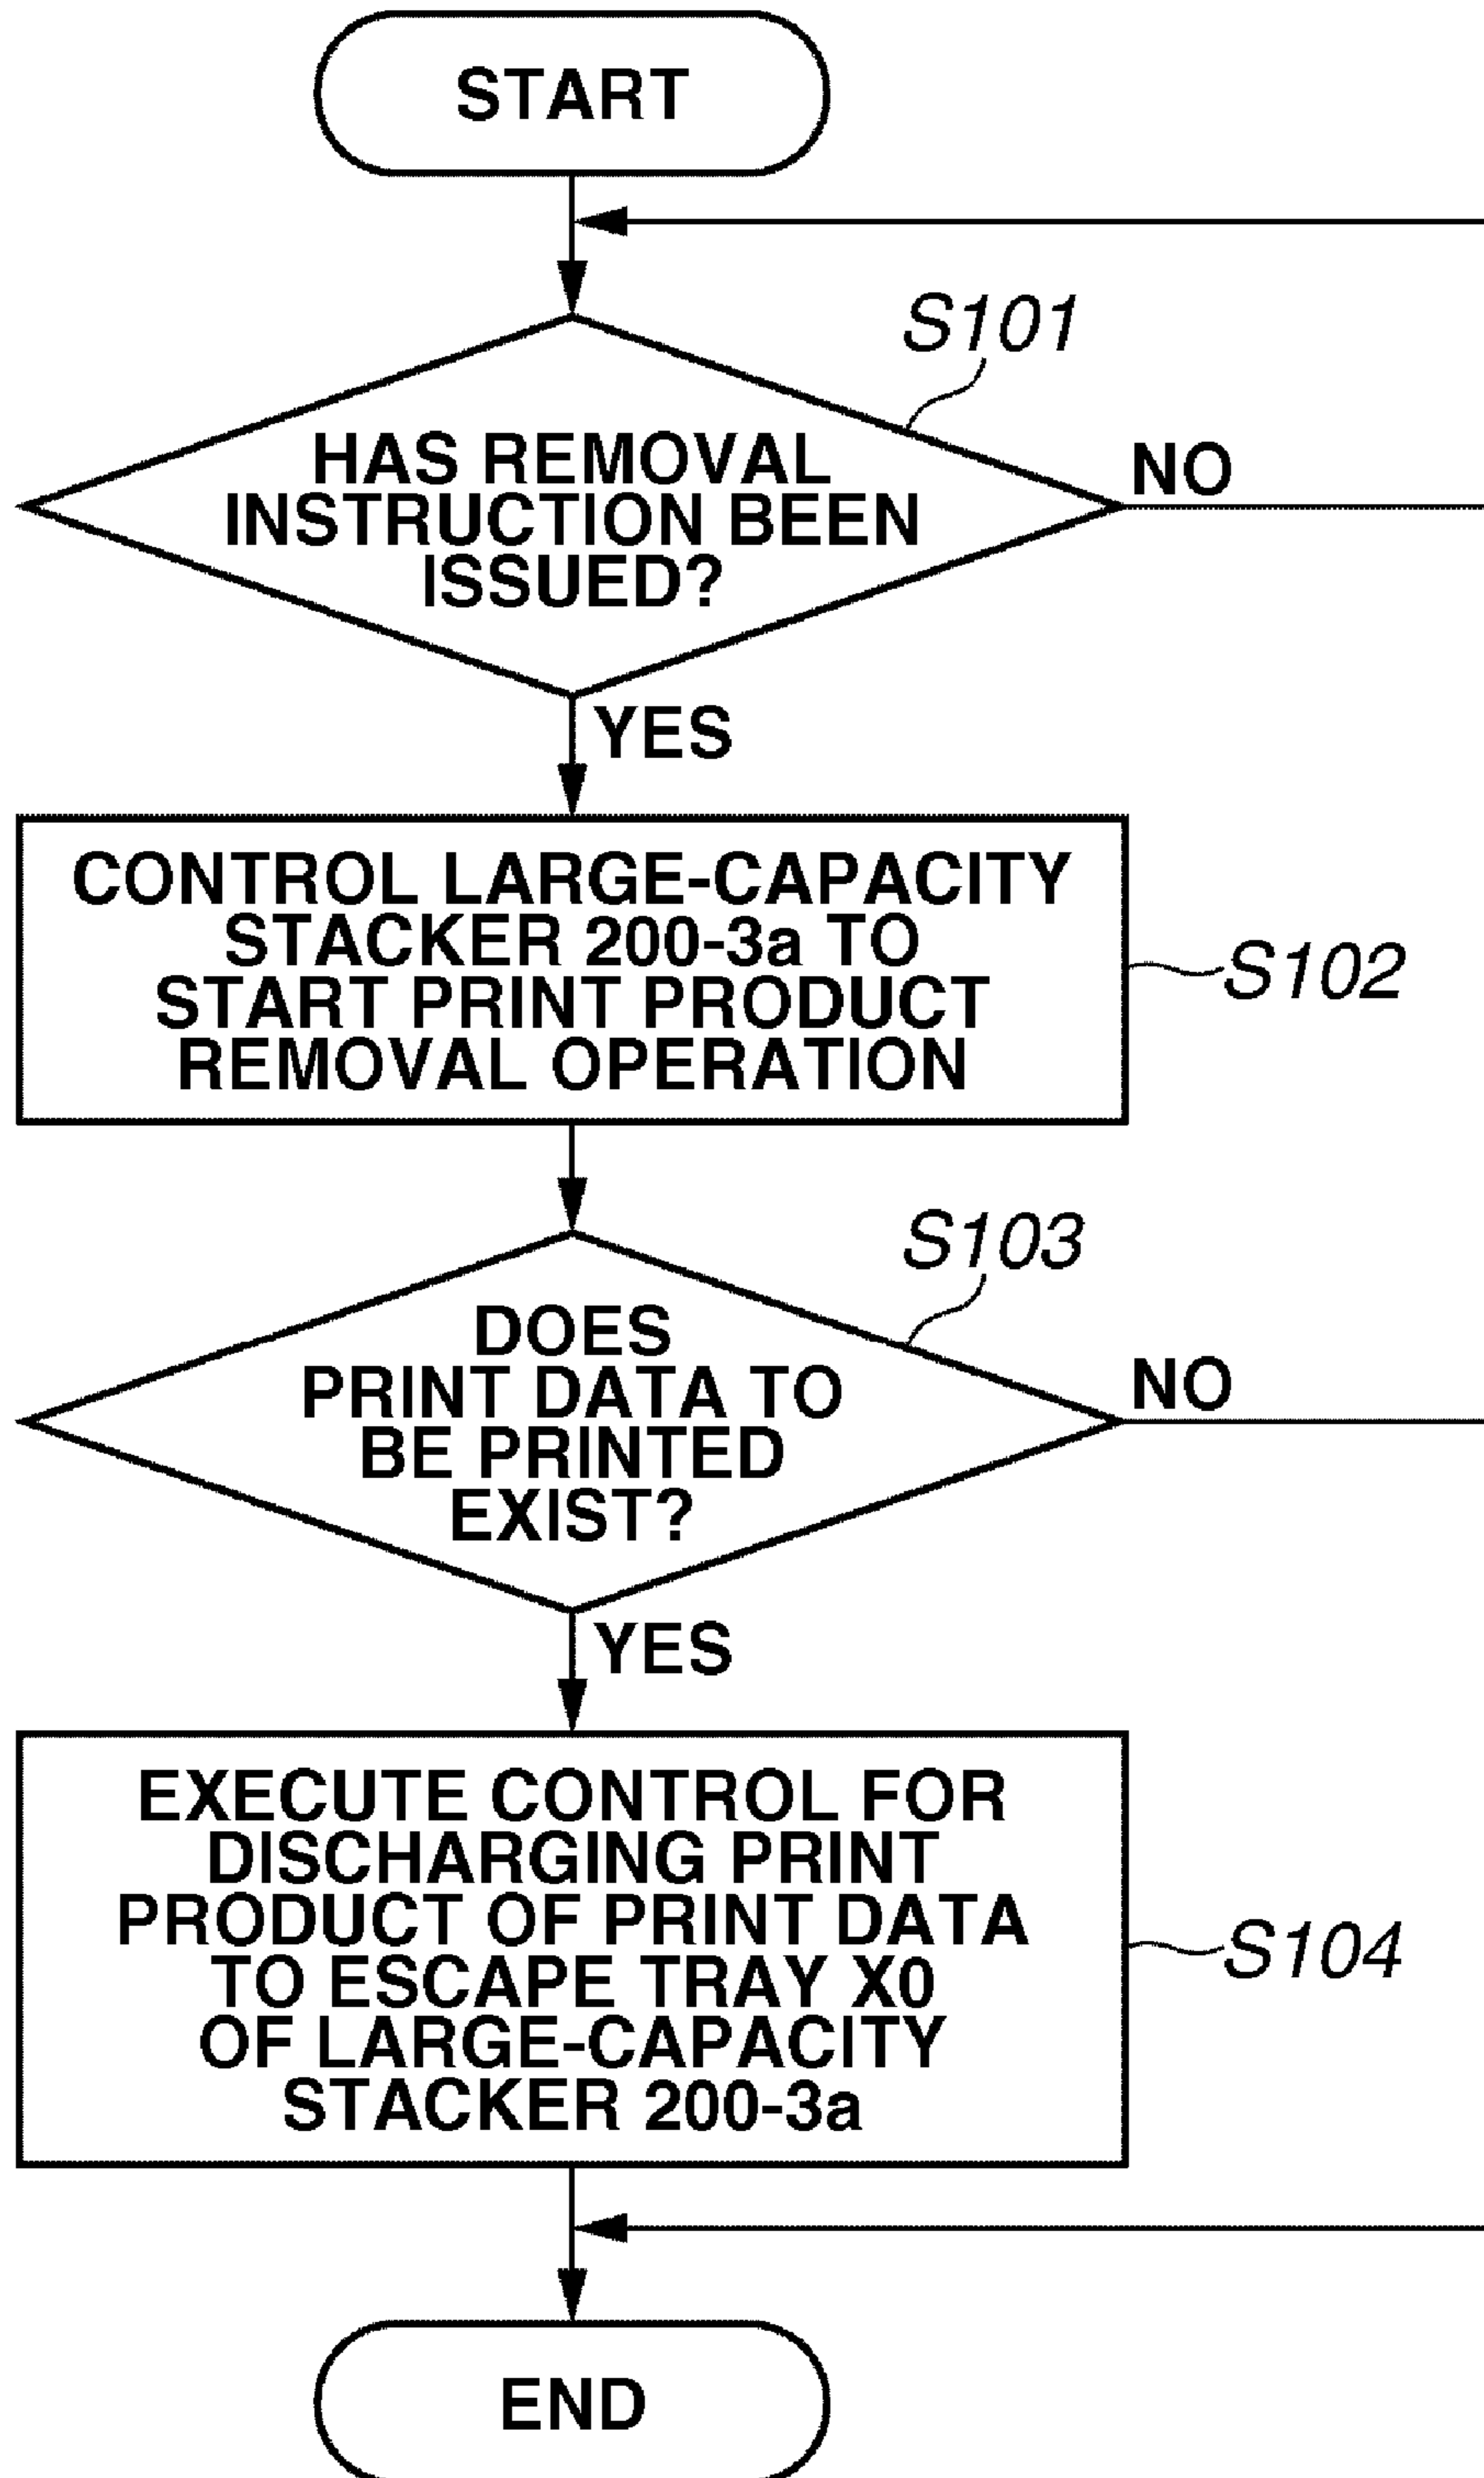 START
S101
HAS REMOVAL
INSTRUCTION BEEN
ISSUED?
NO
YES
CONTROL LARGE-CAPACITY
STACKER 200-3a TO
START PRINT PRODUCT
REMOVAL OPERATION
S102
S103
DOES
PRINT DATA TO
BE PRINTED
EXIST?
NO
YES
EXECUTE CONTROL FOR
DISCHARGING PRINT
PRODUCT OF PRINT DATA
TO ESCAPE TRAY X0
OF LARGE-CAPACITY
STACKER 200-3a
S104
END